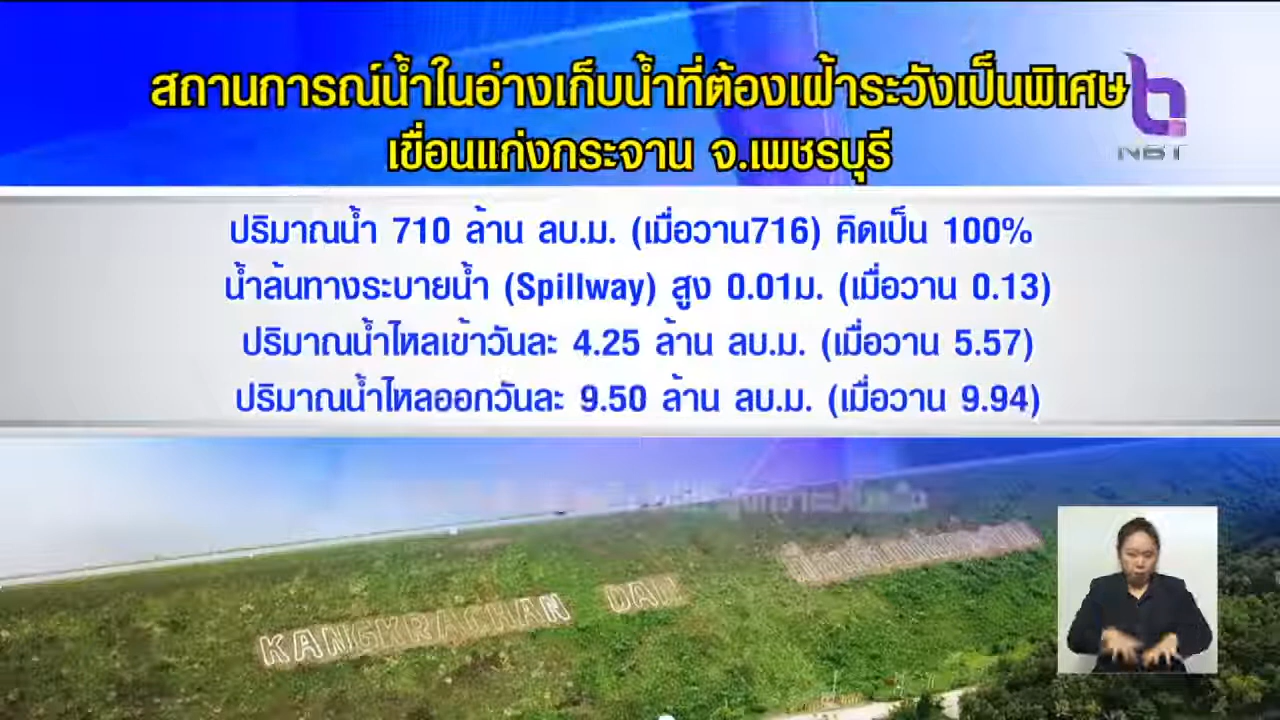 สถานการณ์น้ำในอ่างเก็บน้ำที่ต้องเฝ้าระวังเป็นพิเศษ
เขื่อนแก่งกระจาน จ.เพชรบุรี
NBT
ปริมาณน้ำ 710 ล้าน ลบ.ม. (เมื่อวาน716) คิดเป็น 100%
น้ำล้นทางระบายน้ำ (Spillway) สูง 0.01ม. (เมื่อวาน 0.13)
ปริมาณน้ำไหลเข้าวันละ 4.25 ล้าน ลบ.ม. (เมื่อวาน 5.57)
ปริมาณน้ำไหลออกวันละ 9.50 ล้าน ลบ.ม. (เมื่อวาน 9.94)
KANGKRACHAN DAM